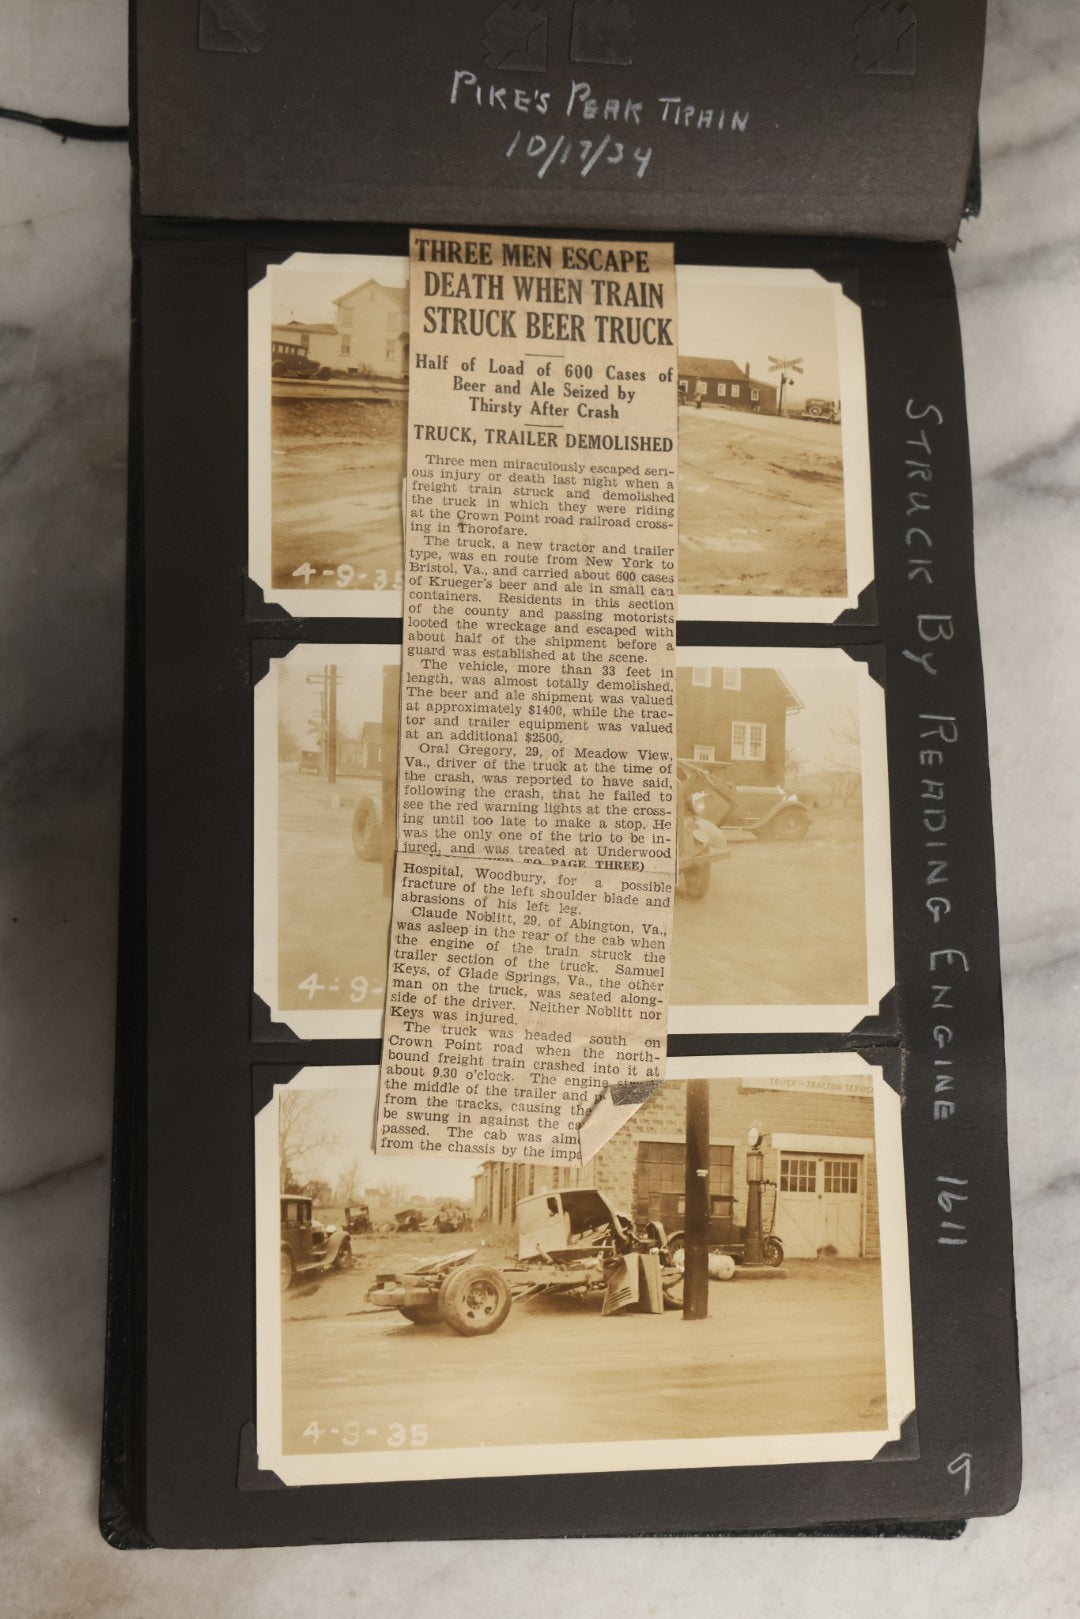 PIKE'S PEAK TRAIN
10/17/34
THREE MEN ESCAPE
DEATH WHEN TRAIN
STRUCK BEER TRUCK
Half of Load of 600 Cases of
Beer and Ale Seized by
Thirsty After Crash
TRUCK, TRAILER DEMOLISHED
Three men miraculously escaped seri-
ous injury or death last night when a
freight train struck and demolished
the truck in which they were riding
at the Crown Point road railroad cross-
ing in Thorofare.
The truck, a new tractor and trailer
type, was en route from New York to
Bristol, Va., and carried about 600 cases
of Krueger's beer and ale in small can
containers. Residents in this section
of the county and passing motorists
looted the wreckage and escaped with
about half of the shipment before a
guard was established at the scene.
The vehicle, more than 33 feet in
length, was almost totally demolished.
The beer and ale shipment was valued
at approximately $1400, while the trac-
tor and trailer equipment was valued
at an additional $2500.
Oral Gregory, 29, of Meadow View,
Va., driver of the truck at the time of
the crash, was reported to have said,
following the crash, that he failed to
see the red warning lights at the cross-
ing until too late to make a stop. He
was the only one of the trio to be in-
jured, and was treated at Underwood
TO PAGE THREE)
Hospital, Woodbury, for a possible
fracture of the left shoulder blade and
abrasions of his left leg.
Claude Noblitt, 29, of Abington, Va.,
was asleep in the rear of the cab when
the engine of the train struck the
trailer section of the truck. Samuel
Keys, of Glade Springs, Va., the other
man on the truck, was seated along-
side of the driver. Neither Noblitt nor
Keys was injured.
The truck was headed south on
Crown Point road when the north-
bound freight train crashed into it at
about 9.30 o'clock. The engine
the middle of the trailer and
from the tracks, causing the
be swung in against the
passed. The cab was
from the chassis by the
4-9-35
4-9-
TRUCK-TRACTOR SERVICE
4-9-35
STRUCK BY READING ENGINE 1611
9